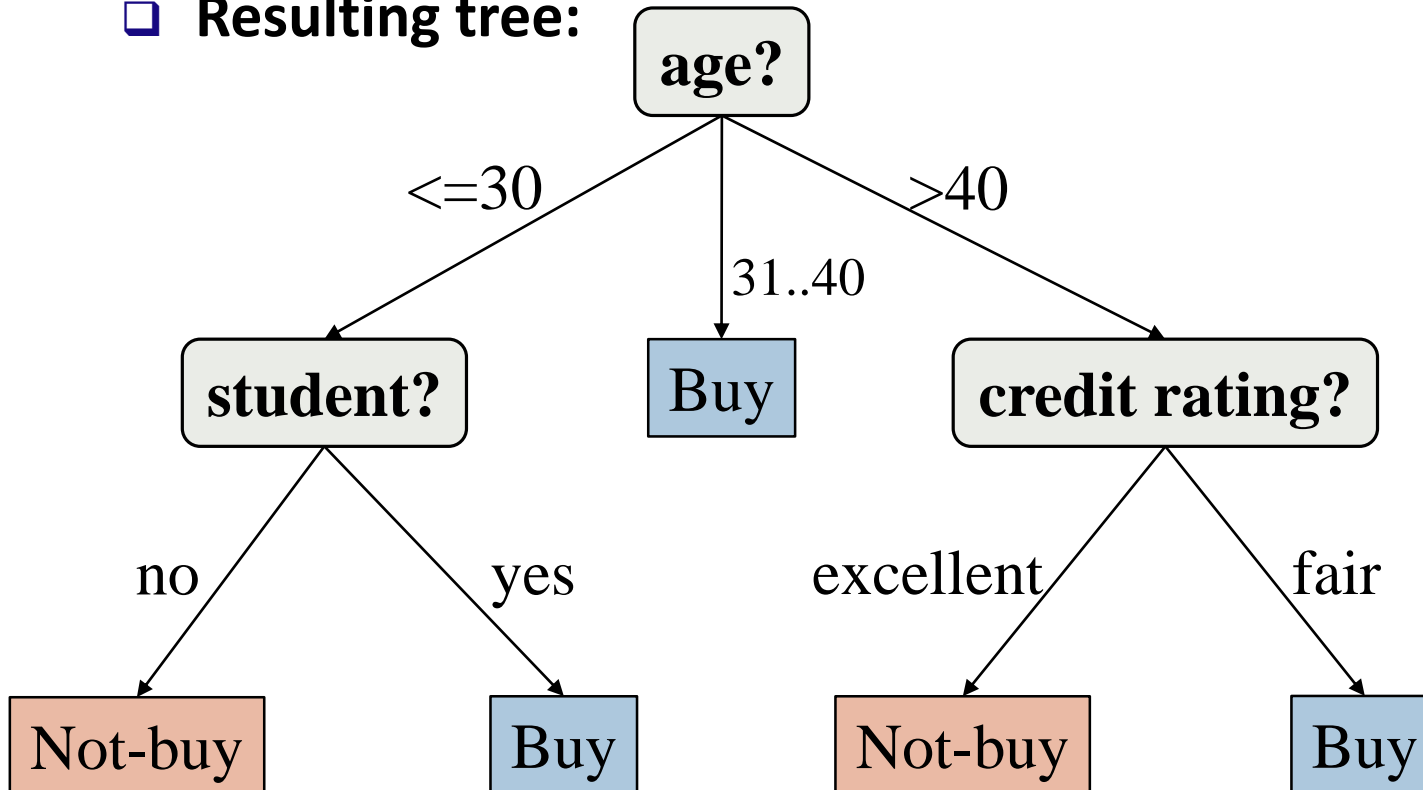 Resulting tree:
age?
<=30
>40
31..40
student?
Buy
credit rating?
no
yes
excellent
fair
Not-buy
Buy
Not-buy
Buy